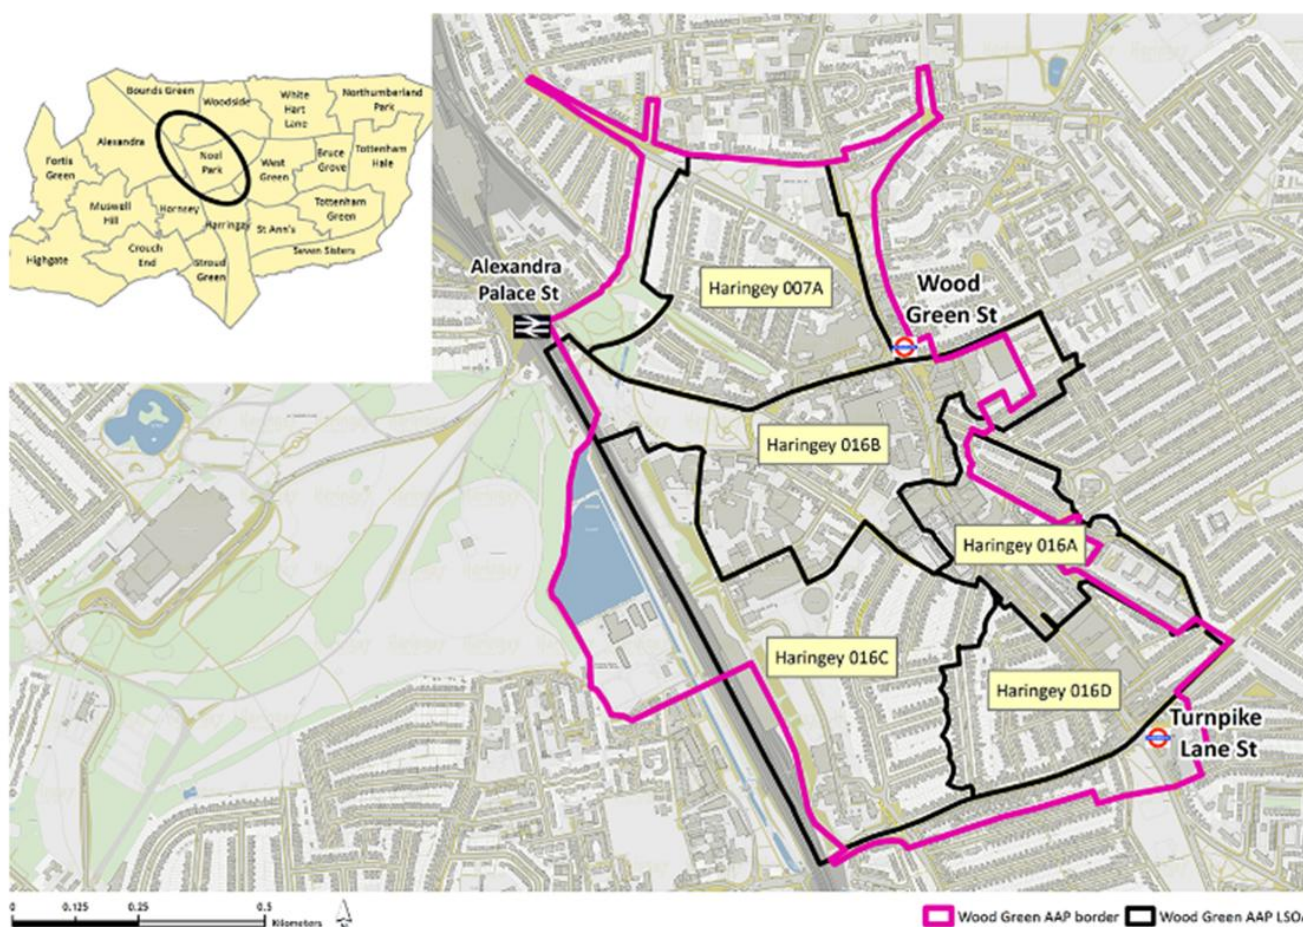 Bounds Green
Woodside
White
Hart
Lane
Northumberland
Park
Alexandra
Fortis
Green
Noel
Park
West
Green
Bruce
Grove
Tottenham
Hale
Muswell
Hill
Hornsey
Harringay
St Ann's
Tottenham
Green
Highgate
Crouch
End
Stroud
Green
Seven Sisters
Alexandra
Palace St
Haringey 007A
Wood
Green St
Haringey 016B
Haringey 016A
Haringey 016C
Haringey 016D
Turnpike
Lane St
0 0.125 0.25 0.5
Kilometers
Wood Green AAP border
Wood Green AAP LSOA